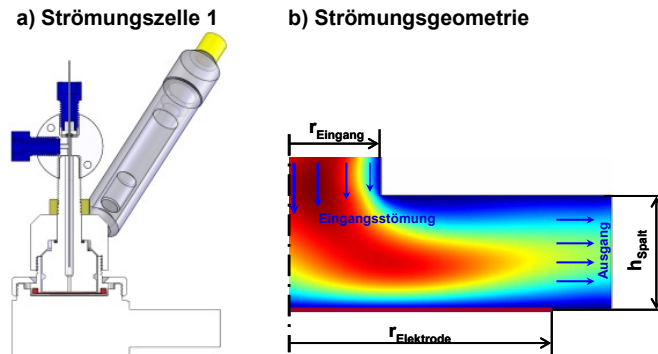 a) Strömungszelle 1
b) Strömungsgeometrie
rEingang
Eingangsstömung
Ausgang
hSpalt
rElektrode